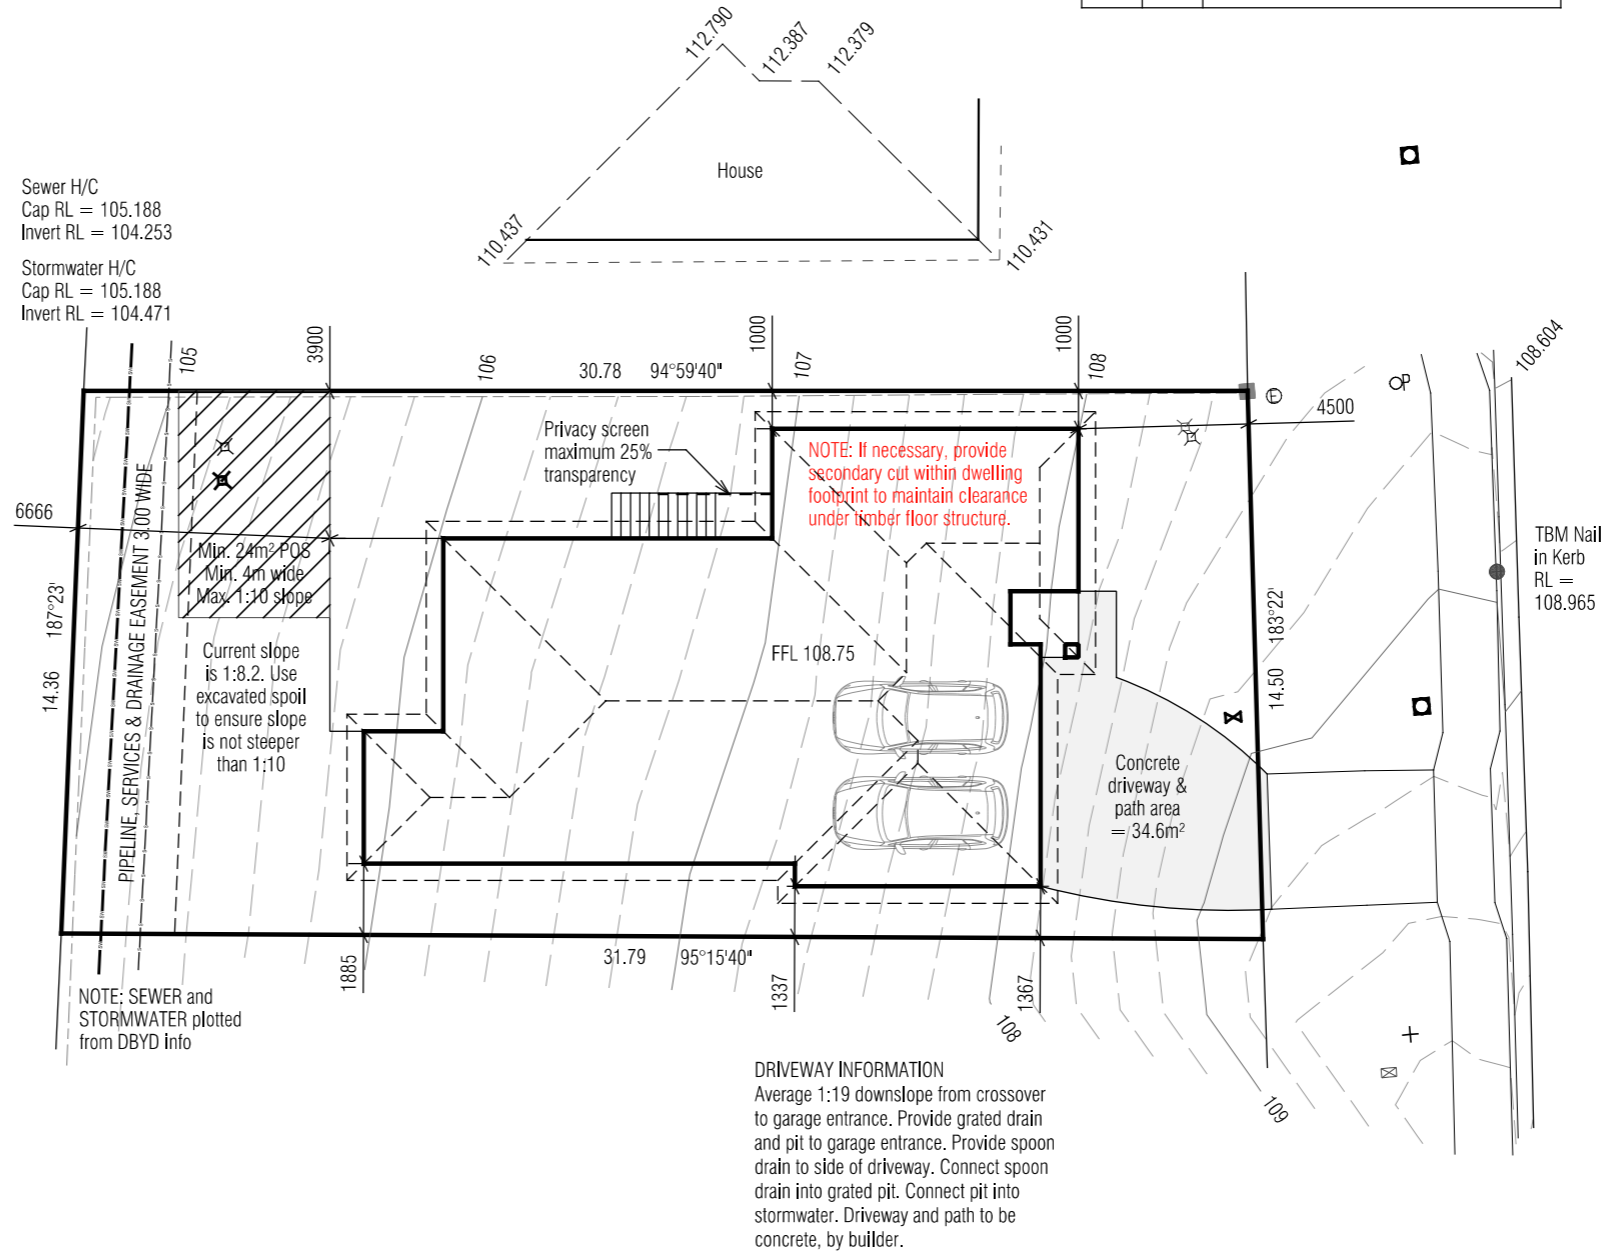 112.790
112.387
112.379
House
110.437
110.431
Sewer H/C
Cap RL = 105.188
Invert RL = 104.253
Stormwater H/C
Cap RL = 105.188
Invert RL = 104.471
105
3900
106
30.78 94°59'40"
1000
107
1000
108
4500
108.604
E
P
Privacy screen
maximum 25%
transparency
NOTE: If necessary, provide
secondary cut within dwelling
footprint to maintain clearance
under timber floor structure.
6666
Min. 24m² POS
Min. 4m wide
Max. 1:10 slope
PIPELINE, SERVICES & DRAINAGE EASEMENT 3.00 WIDE
187°23'
14.36
Current slope
is 1:8.2. Use
excavated spoil
to ensure slope
is not steeper
than 1:10
FFL 108.75
183°22'
14.50
TBM Nail
in Kerb
RL =
108.965
Concrete
driveway &
path area
= 34.6m²
31.79 95°15'40"
1885
1337
1367
108
109
NOTE: SEWER and
STORMWATER plotted
from DBYD info
DRIVEWAY INFORMATION
Average 1:19 downslope from crossover
to garage entrance. Provide grated drain
and pit to garage entrance. Provide spoon
drain to side of driveway. Connect spoon
drain into grated pit. Connect pit into
stormwater. Driveway and path to be
concrete, by builder.